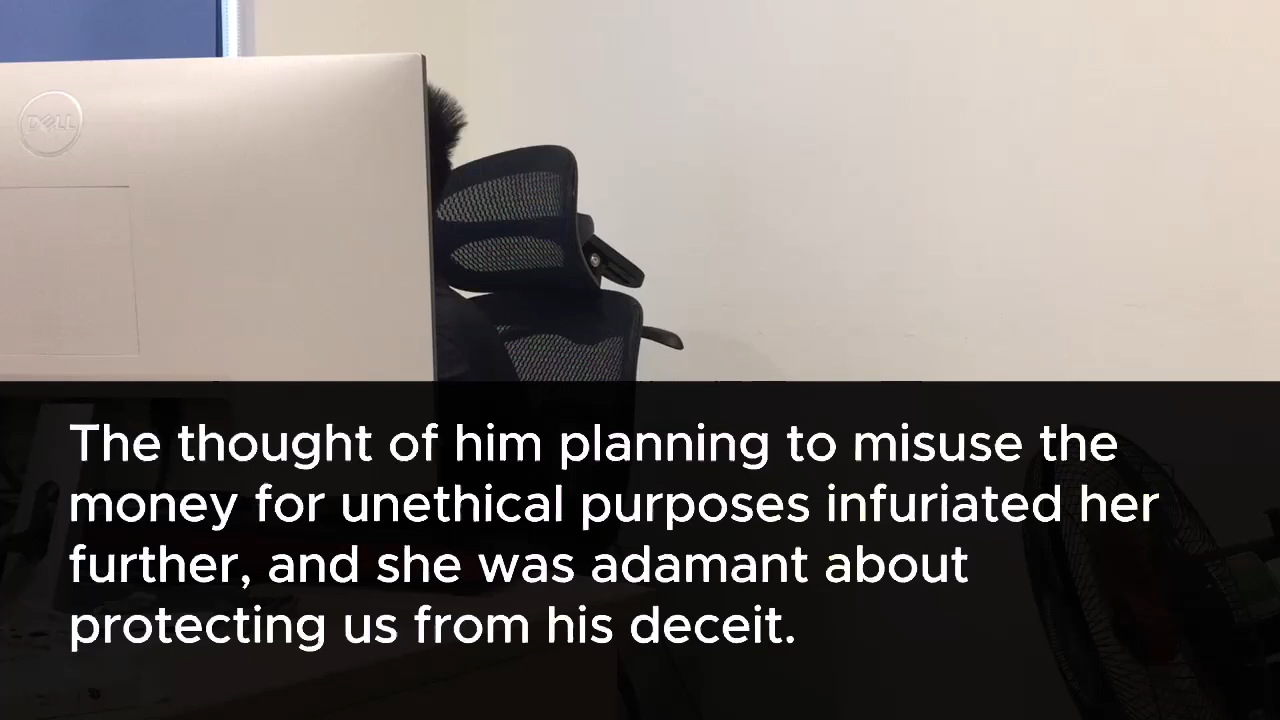 DELL
The thought of him planning to misuse the
money for unethical purposes infuriated her
further, and she was adamant about
protecting us from his deceit.